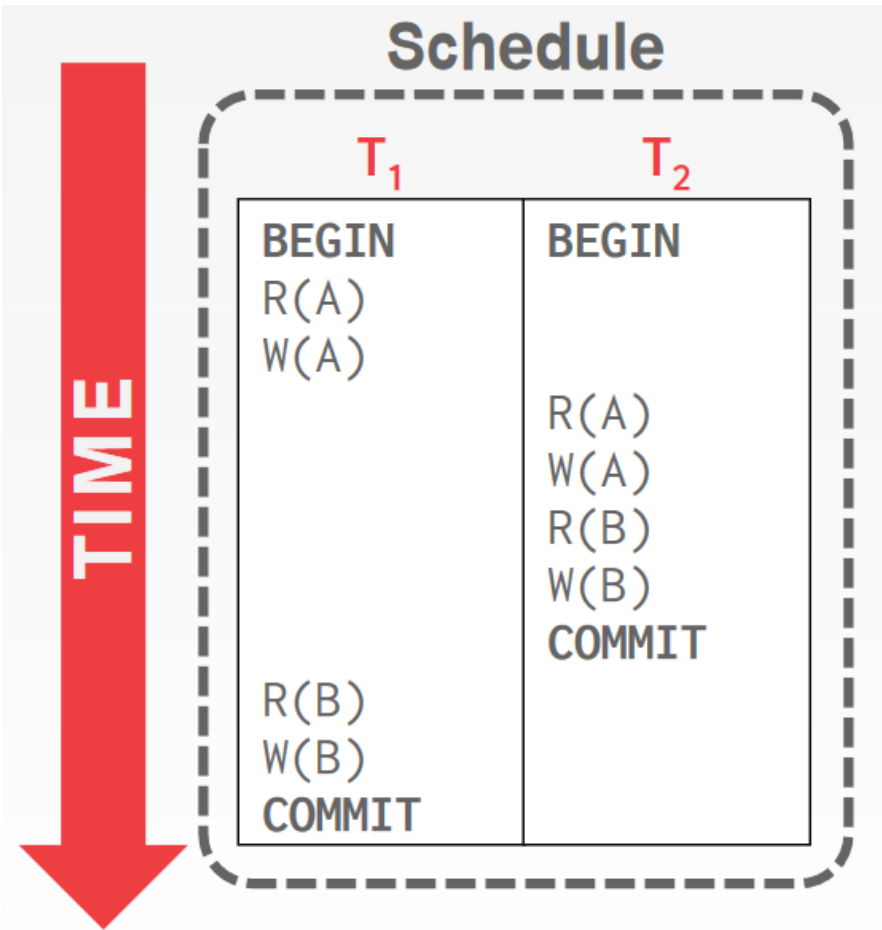 Schedule
TIME
T1 T2
BEGIN BEGIN
R(A)
W(A)
R(A)
W(A)
R(B)
W(B)
COMMIT
R(B)
W(B)
COMMIT